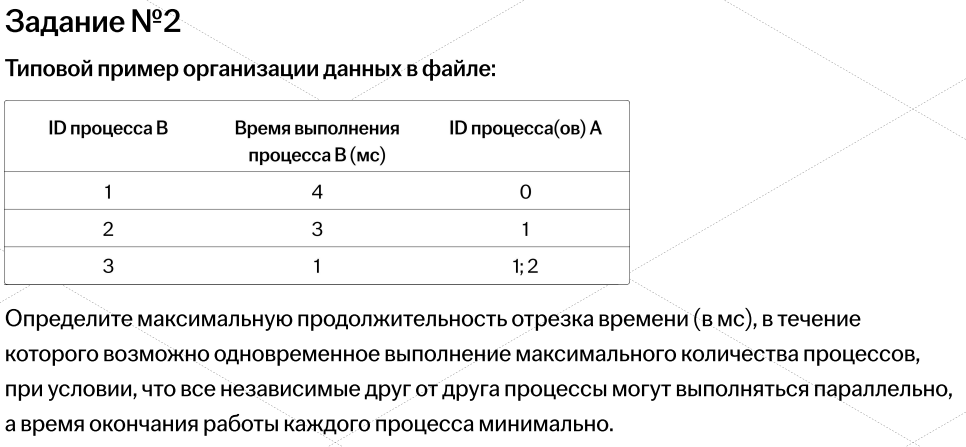 Задание №2
Типовой пример организации данных в файле:
ID процесса B Время выполнения процесса B (мс) ID процесса(ов) A
1 4 0
2 3 1
3 1 1; 2
Определите максимальную продолжительность отрезка времени (в мс), в течение
которого возможно одновременное выполнение максимального количества процессов,
при условии, что все независимые друг от друга процессы могут выполняться параллельно,
а время окончания работы каждого процесса минимально.